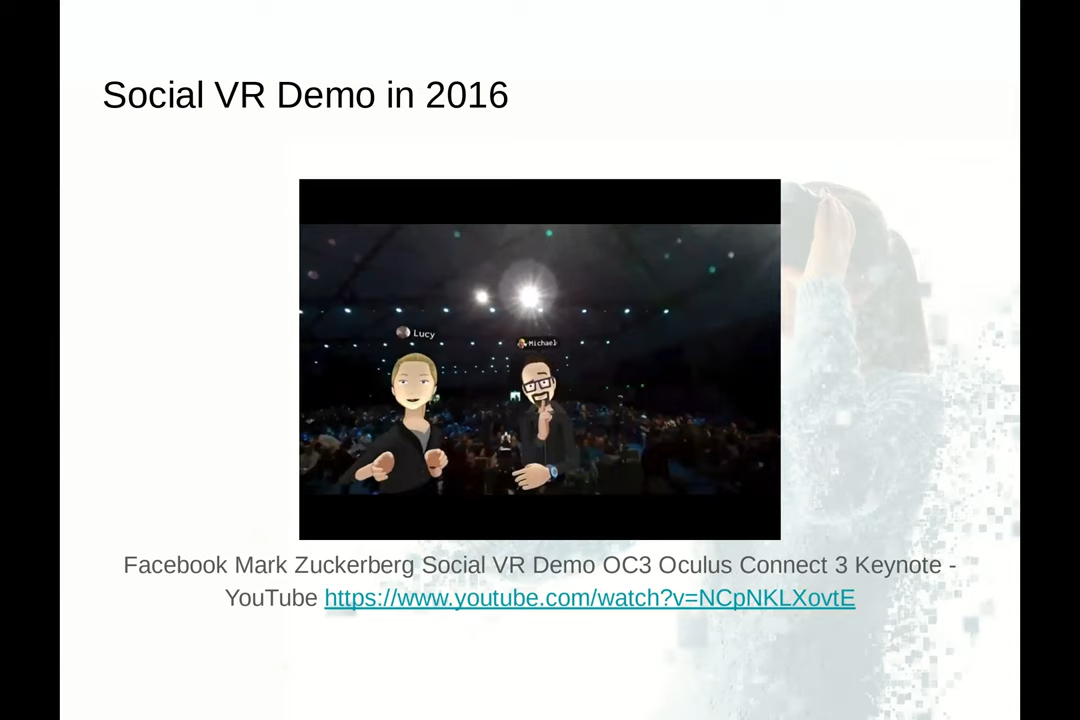 Social VR Demo in 2016
Lucy
Michael
Facebook Mark Zuckerberg Social VR Demo OC3 Oculus Connect 3 Keynote -
YouTube https://www.youtube.com/watch?v=NCpNKLXovtE